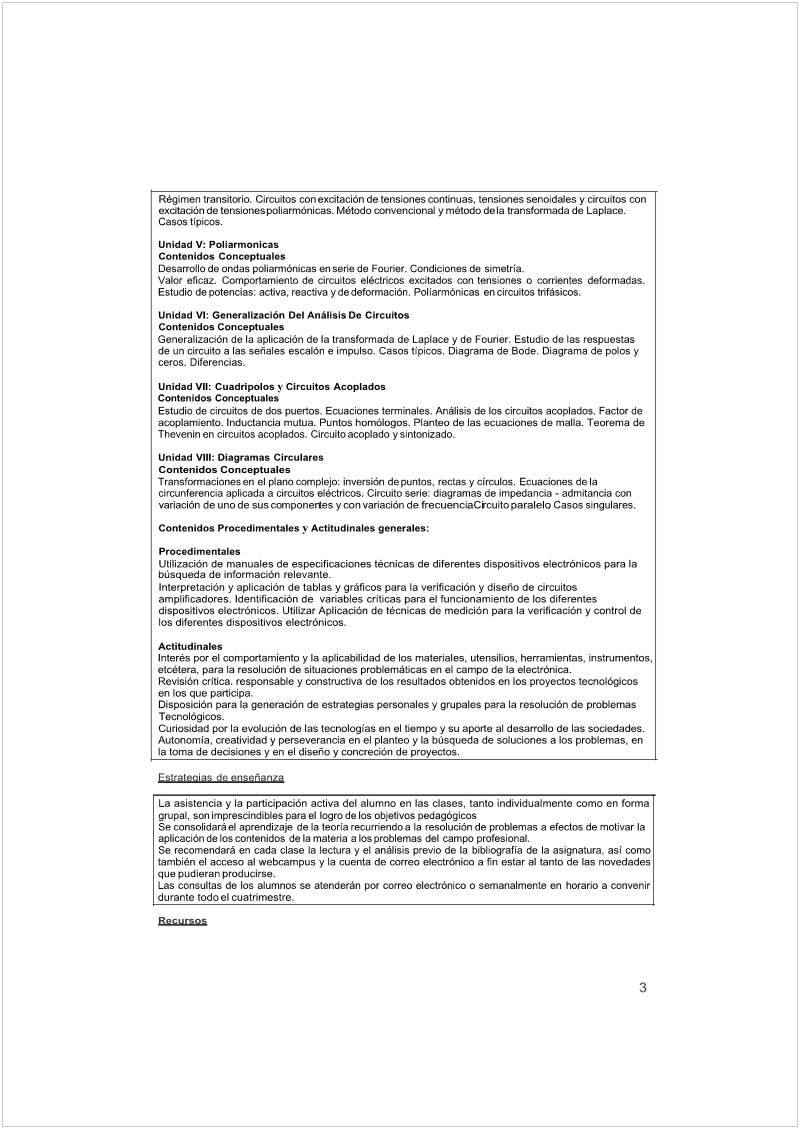 Régimen transitorio. Circuitos con excitación de tensiones continuas, tensiones senoidales y circuitos con
excitación de tensiones poliarmónicas. Método convencional y método de la transformada de Laplace.
Casos típicos.
Unidad V: Poliarmonicas
Contenidos Conceptuales
Desarrollo de ondas poliarmónicas en serie de Fourier. Condiciones de simetría.
Valor eficaz. Comportamiento de circuitos eléctricos excitados con tensiones o corrientes deformadas.
Estudio de potencias: activa, reactiva y de deformación. Políarmónicas en circuitos trifásicos.
Unidad VI: Generalización Del Análisis De Circuitos
Contenidos Conceptuales
Generalización de la aplicación de la transformada de Laplace y de Fourier. Estudio de las respuestas
de un circuito a las señales escalón e impulso. Casos típicos. Diagrama de Bode. Diagrama de polos y
ceros. Diferencias.
Unidad VII: Cuadripolos y Circuitos Acoplados
Contenidos Conceptuales
Estudio de circuitos de dos puertos. Ecuaciones terminales. Análisis de los circuitos acoplados. Factor de
acoplamiento. Inductancia mutua. Puntos homólogos. Planteo de las ecuaciones de malla. Teorema de
Thevenin en circuitos acoplados. Circuito acoplado y sintonizado.
Unidad VIII: Diagramas Circulares
Contenidos Conceptuales
Transformaciones en el plano complejo: inversión de puntos, rectas y círculos. Ecuaciones de la
circunferencia aplicada a circuitos eléctricos. Circuito serie: diagramas de impedancia - admitancia con
variación de uno de sus componentes y con variación de frecuencia.Circuito paralelo. Casos singulares.
Contenidos Procedimentales y Actitudinales generales:
Procedimentales
Utilización de manuales de especificaciones técnicas de diferentes dispositivos electrónicos para la
búsqueda de información relevante.
Interpretación y aplicación de tablas y gráficos para la verificación y diseño de circuitos
amplificadores. Identificación de variables críticas para el funcionamiento de los diferentes
dispositivos electrónicos. Utilizar Aplicación de técnicas de medición para la verificación y control de
los diferentes dispositivos electrónicos.
Actitudinales
Interés por el comportamiento y la aplicabilidad de los materiales, utensilios, herramientas, instrumentos,
etcétera, para la resolución de situaciones problemáticas en el campo de la electrónica.
Revisión crítica. responsable y constructiva de los resultados obtenidos en los proyectos tecnológicos
en los que participa.
Disposición para la generación de estrategias personales y grupales para la resolución de problemas
Tecnológicos.
Curiosidad por la evolución de las tecnologías en el tiempo y su aporte al desarrollo de las sociedades.
Autonomía, creatividad y perseverancia en el planteo y la búsqueda de soluciones a los problemas, en
la toma de decisiones y en el diseño y concreción de proyectos.
Estrategias de enseñanza
La asistencia y la participación activa del alumno en las clases, tanto individualmente como en forma
grupal, son imprescindibles para el logro de los objetivos pedagógicos
Se consolidará el aprendizaje de la teoría recurriendo a la resolución de problemas a efectos de motivar la
aplicación de los contenidos de la materia a los problemas del campo profesional.
Se recomendará en cada clase la lectura y el análisis previo de la bibliografía de la asignatura, así como
también el acceso al webcampus y la cuenta de correo electrónico a fin estar al tanto de las novedades
que pudieran producirse.
Las consultas de los alumnos se atenderán por correo electrónico o semanalmente en horario a convenir
durante todo el cuatrimestre.
Recursos
3